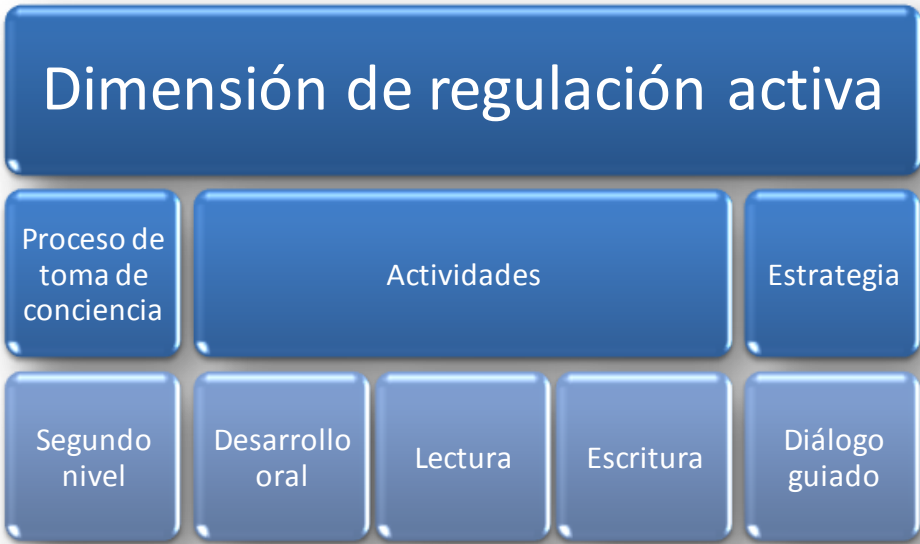 Dimensión de regulación activa
Proceso de
toma de
conciencia
Actividades
Estrategia
Segundo
nivel
Desarrollo
oral
Lectura
Escritura
Diálogo
guiado